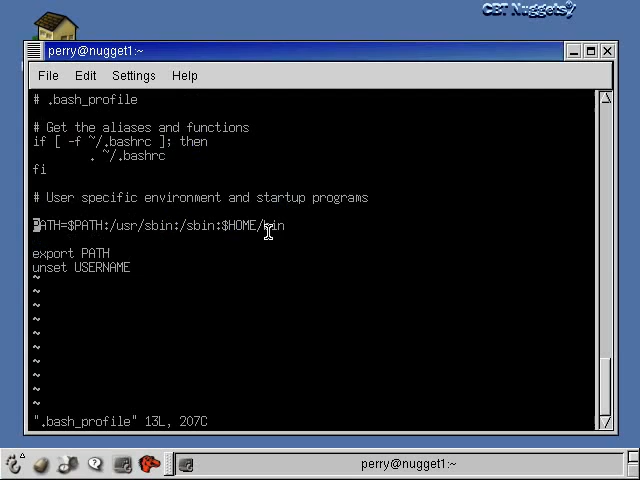 CBT Nuggets
perry@nugget1:~
File Edit Settings Help
# .bash_profile
# Get the aliases and functions
if [ -f ~/.bashrc ]; then
. ~/.bashrc
fi
# User specific environment and startup programs
PATH=$PATH:/usr/sbin:/sbin:$HOME/bin
export PATH
unset USERNAME
~
~
~
~
~
~
~
~
~
~
".bash_profile" 13L, 207C
perry@nugget1:~